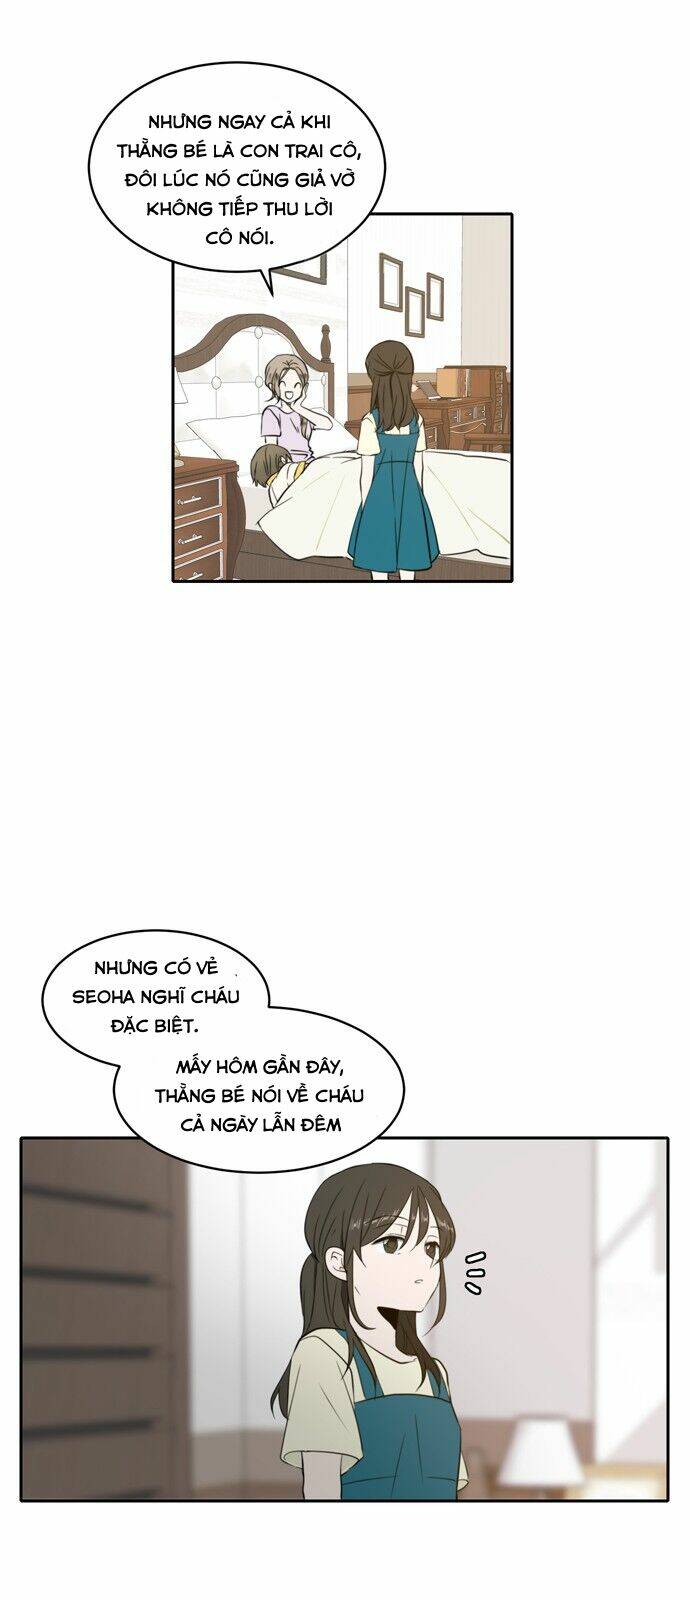 NHƯNG NGAY CẢ KHI
THẰNG BÉ LÀ CON TRAI CÔ,
ĐÔI LÚC NÓ CŨNG GIẢ VỜ
KHÔNG TIẾP THU LỜI
CÔ NÓI.
NHƯNG CÓ VẺ
SEOHA NGHĨ CHÁU
ĐẶC BIỆT.
MẤY HÔM GẦN ĐÂY,
THẰNG BÉ NÓI VỀ CHÁU
CẢ NGÀY LẪN ĐÊM